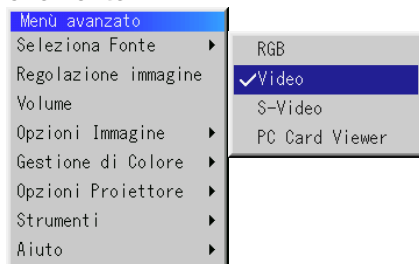 Menù avanzato
Seleziona Fonte
Regolazione immagine
Volume
Opzioni Immagine
Gestione di Colore
Opzioni Proiettore
Strumenti
Aiuto
RGB
Video
S-Video
PC Card Viewer